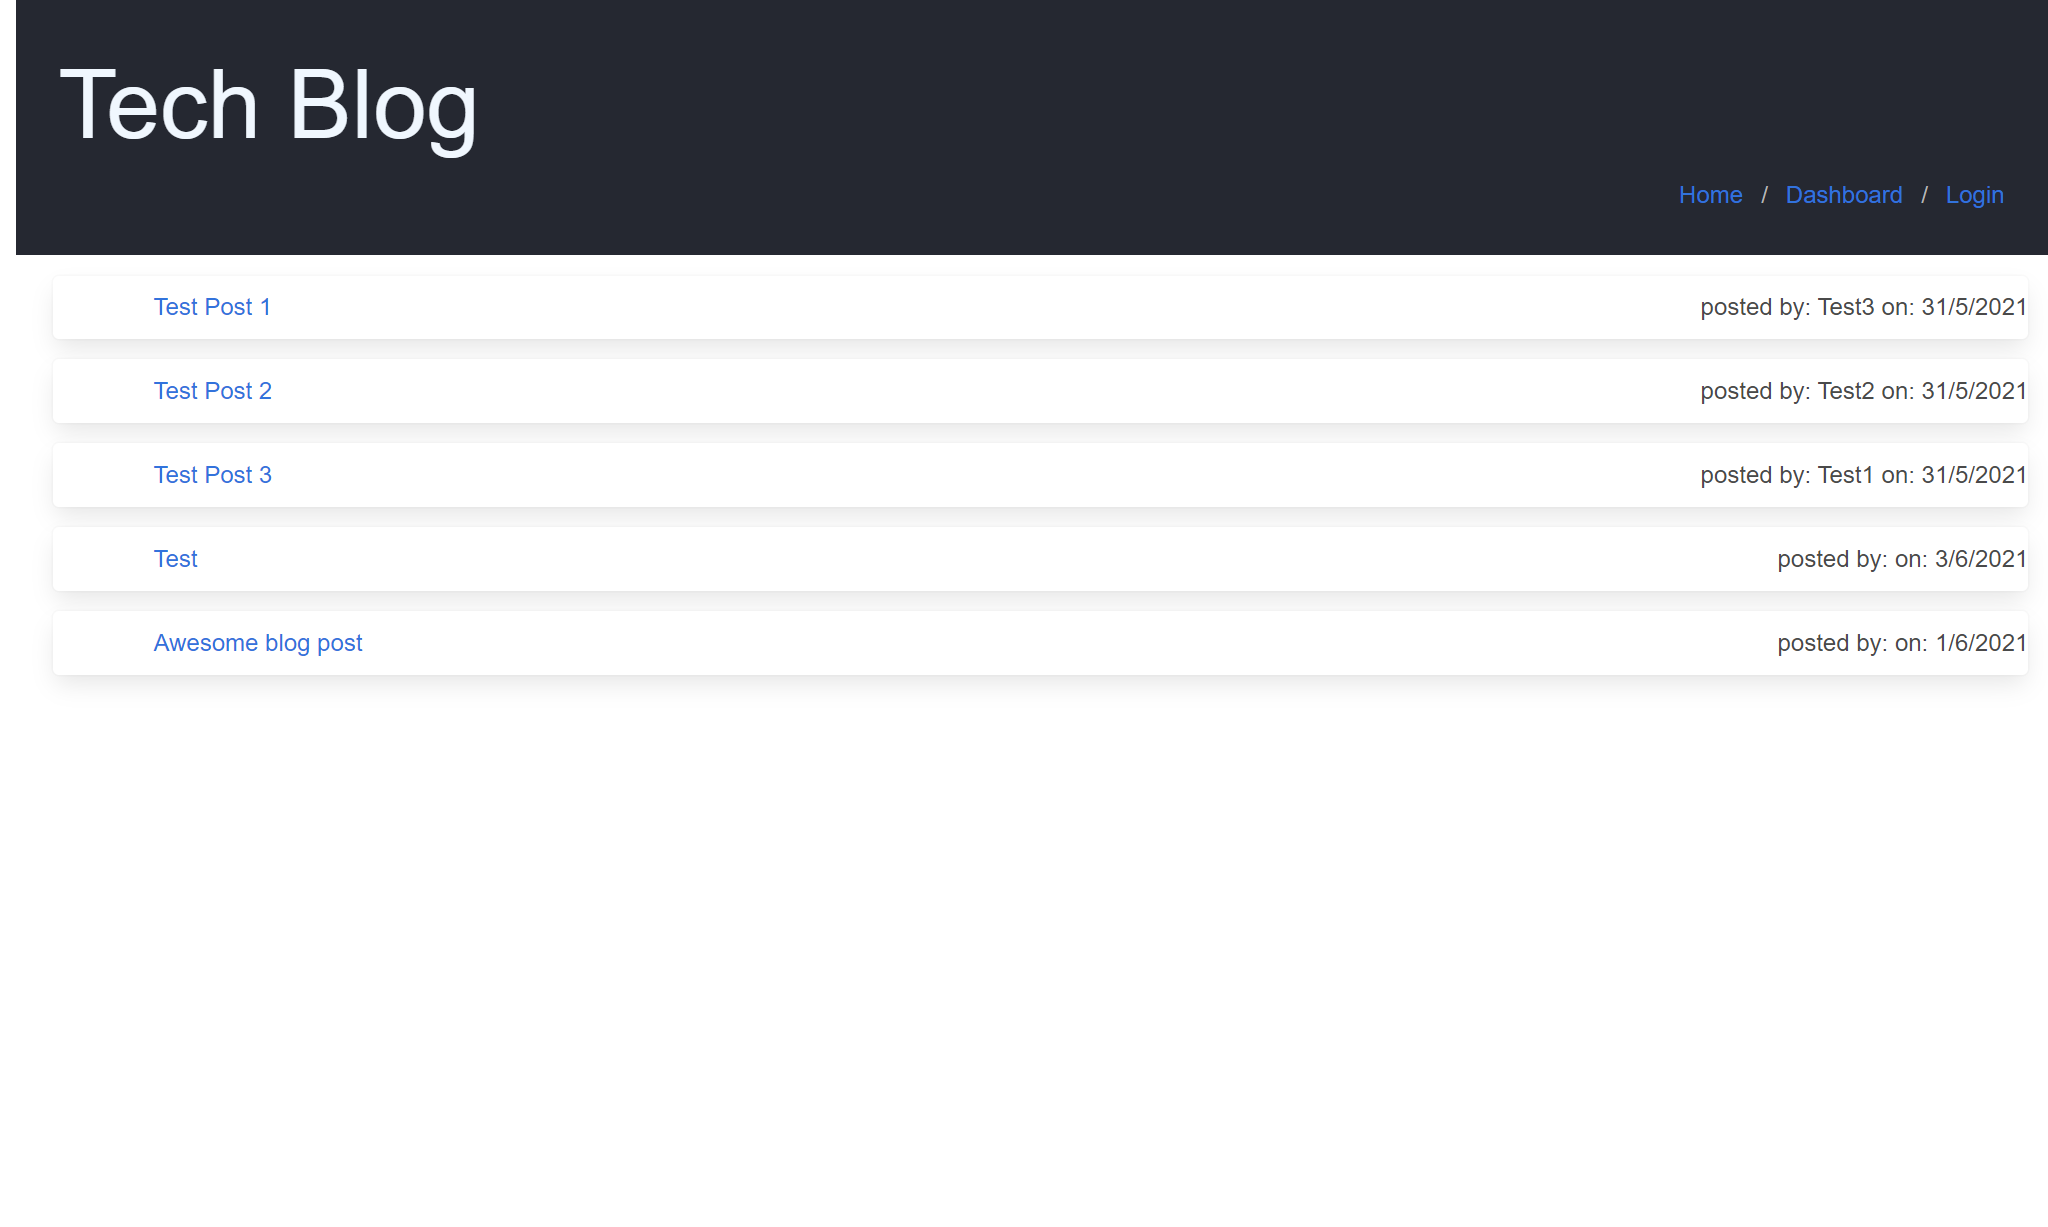 Tech Blog
Home / Dashboard / Login
Test Post 1 posted by: Test3 on: 31/5/2021
Test Post 2 posted by: Test2 on: 31/5/2021
Test Post 3 posted by: Test1 on: 31/5/2021
Test posted by: on: 3/6/2021
Awesome blog post posted by: on: 1/6/2021